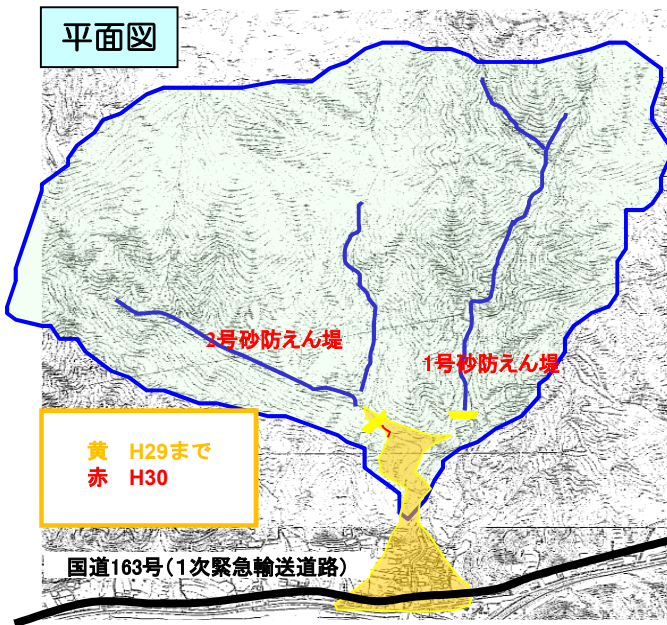 平面図
2号砂防えん堤
1号砂防えん堤
黄 H29まで
赤 H30
国道163号(1次緊急輸送道路)